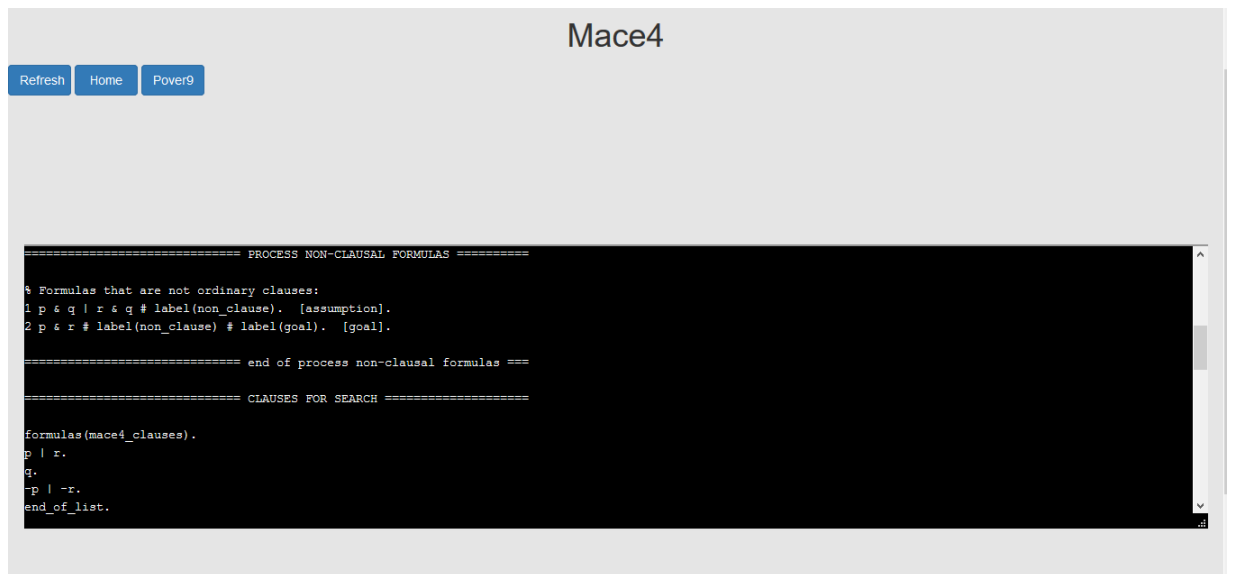 Mace4
Refresh Home Pover9
============================== PROCESS NON-CLAUSAL FORMULAS ==========
% Formulas that are not ordinary clauses:
1 p & q | r & q # label(non_clause).  [assumption].
2 p & r # label(non_clause) # label(goal).  [goal].
============================== end of process non-clausal formulas ===
============================== CLAUSES FOR SEARCH ====================
formulas(mace4_clauses).
p | r.
q.
-p | -r.
end_of_list.